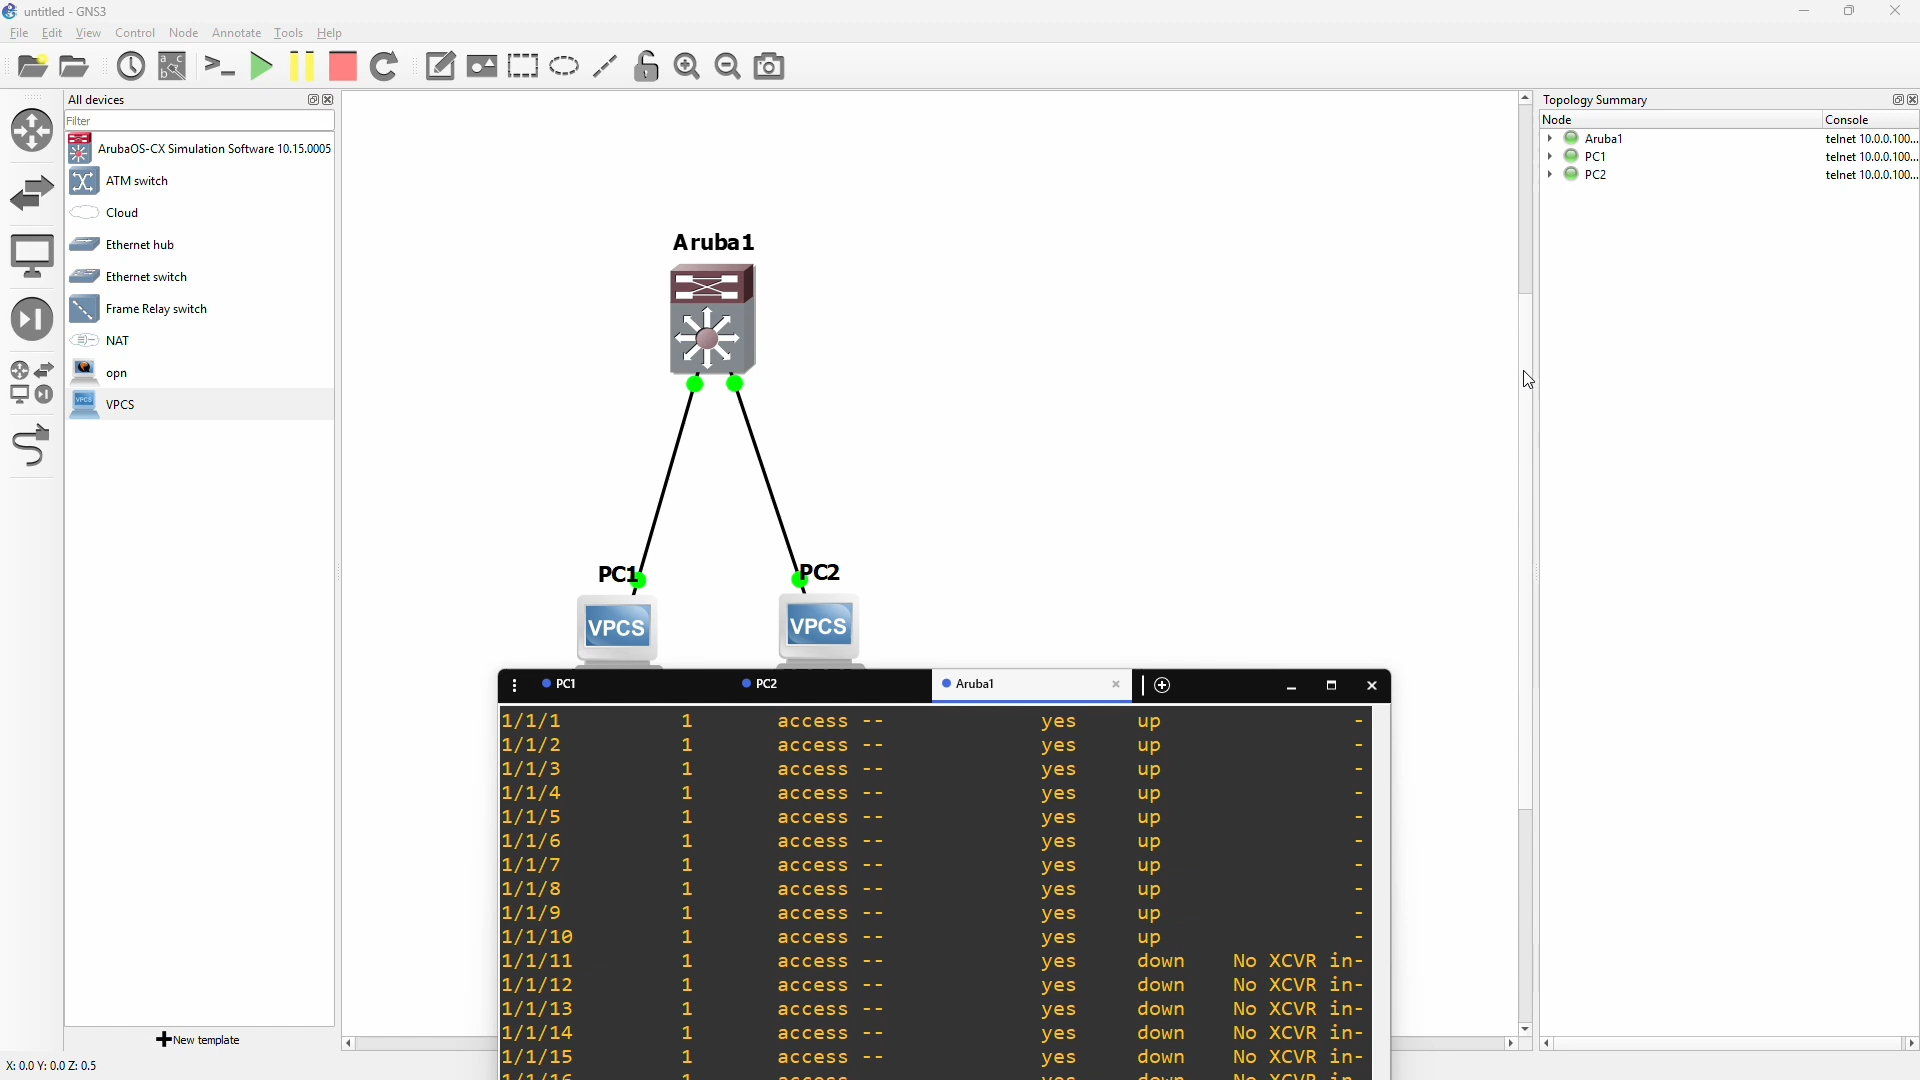 untitled - GNS3
File Edit View Control Node Annotate Tools Help
All devices
Filter
ArubaOS-CX Simulation Software 10.15.0005
ATM switch
Cloud
Ethernet hub
Ethernet switch
Frame Relay switch
NAT
opn
VPCS
New template
X: 0.0 Y: 0.0 Z: 0.5
Aruba1
PC1
PC2
VPCS
VPCS
Topology Summary
Node Console
Aruba1 telnet 10.0.0.100...
PC1 telnet 10.0.0.100...
PC2 telnet 10.0.0.100...
PC1 PC2 Aruba1
1/1/1 1 access -- yes up -
1/1/2 1 access -- yes up -
1/1/3 1 access -- yes up -
1/1/4 1 access -- yes up -
1/1/5 1 access -- yes up -
1/1/6 1 access -- yes up -
1/1/7 1 access -- yes up -
1/1/8 1 access -- yes up -
1/1/9 1 access -- yes up -
1/1/10 1 access -- yes up -
1/1/11 1 access -- yes down No XCVR in-
1/1/12 1 access -- yes down No XCVR in-
1/1/13 1 access -- yes down No XCVR in-
1/1/14 1 access -- yes down No XCVR in-
1/1/15 1 access -- yes down No XCVR in-